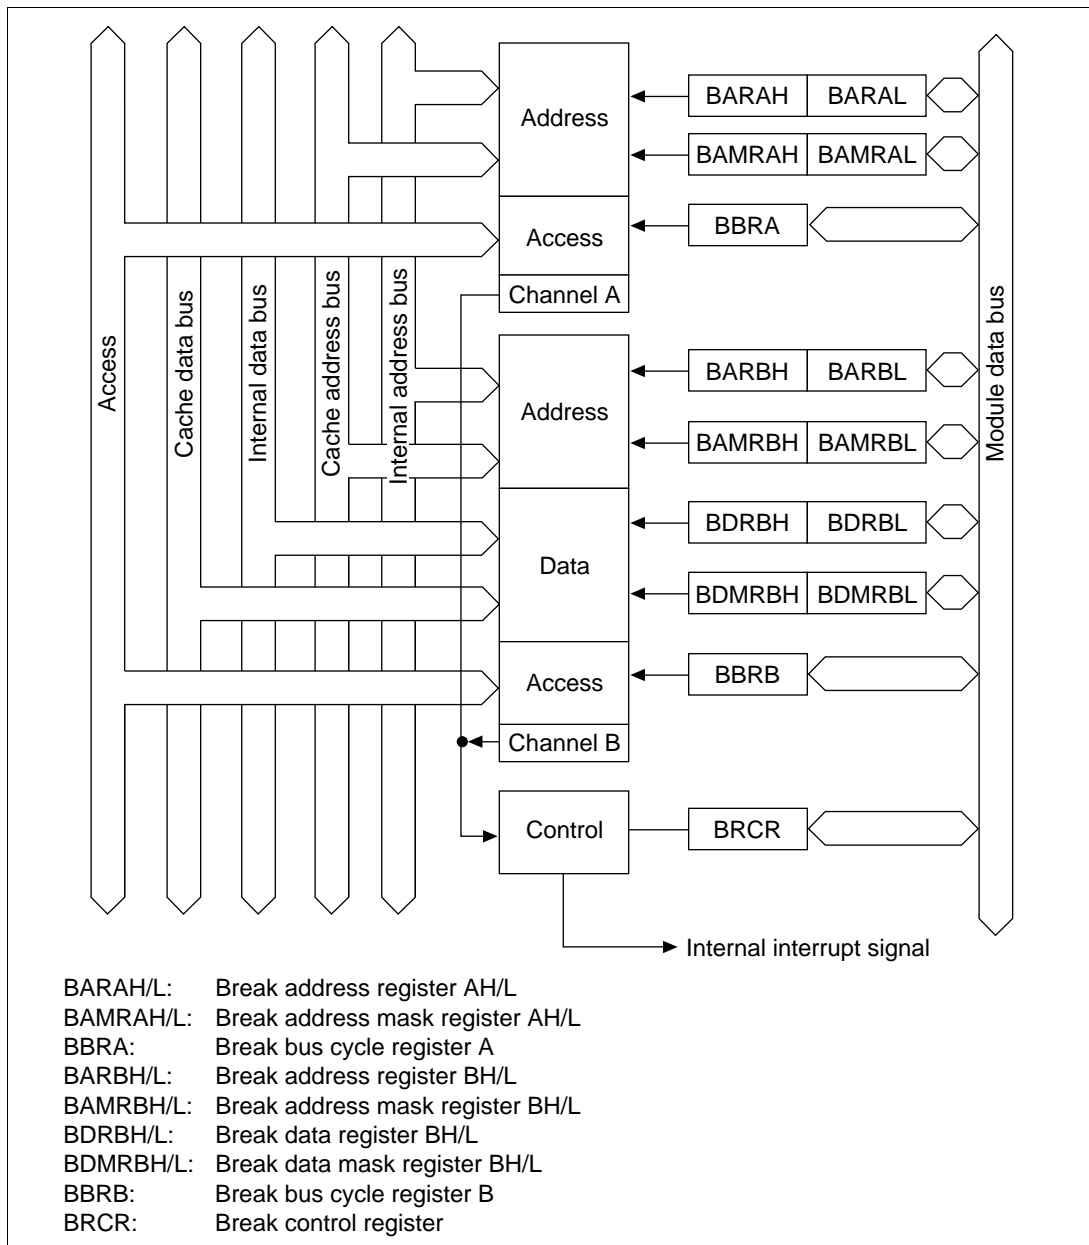 Address
BARAH BARAL
BAMRAH BAMRAL
Access
BBRA
Channel A
Access
Cache data bus
Internal data bus
Cache address bus
Internal address bus
Module data bus
Address
BARBH BARBL
BAMRBH BAMRBL
Data
BDRBH BDRBL
BDMRBH BDMRBL
Access
BBRB
Channel B
Control
BRCR
Internal interrupt signal
BARAH/L: Break address register AH/L
BAMRAH/L: Break address mask register AH/L
BBRA: Break bus cycle register A
BARBH/L: Break address register BH/L
BAMRBH/L: Break address mask register BH/L
BDRBH/L: Break data register BH/L
BDMRBH/L: Break data mask register BH/L
BBRB: Break bus cycle register B
BRCR: Break control register